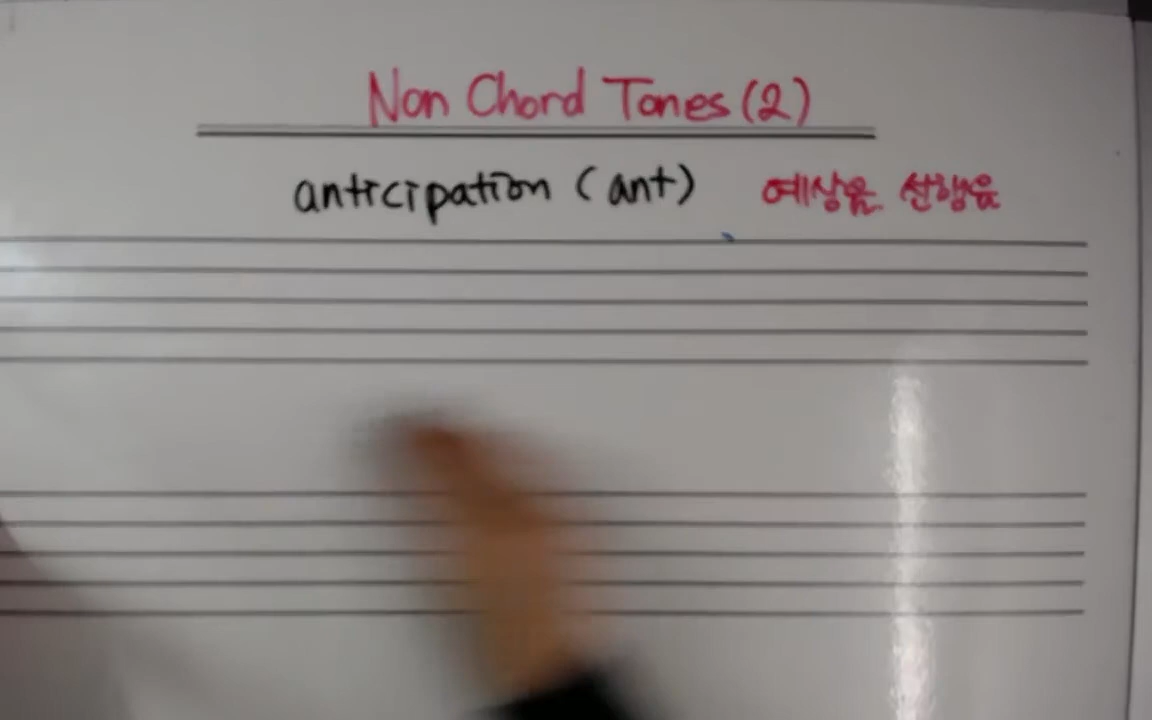 Non Chord Tones (2)
anticipation (ant) 예상음 선행음